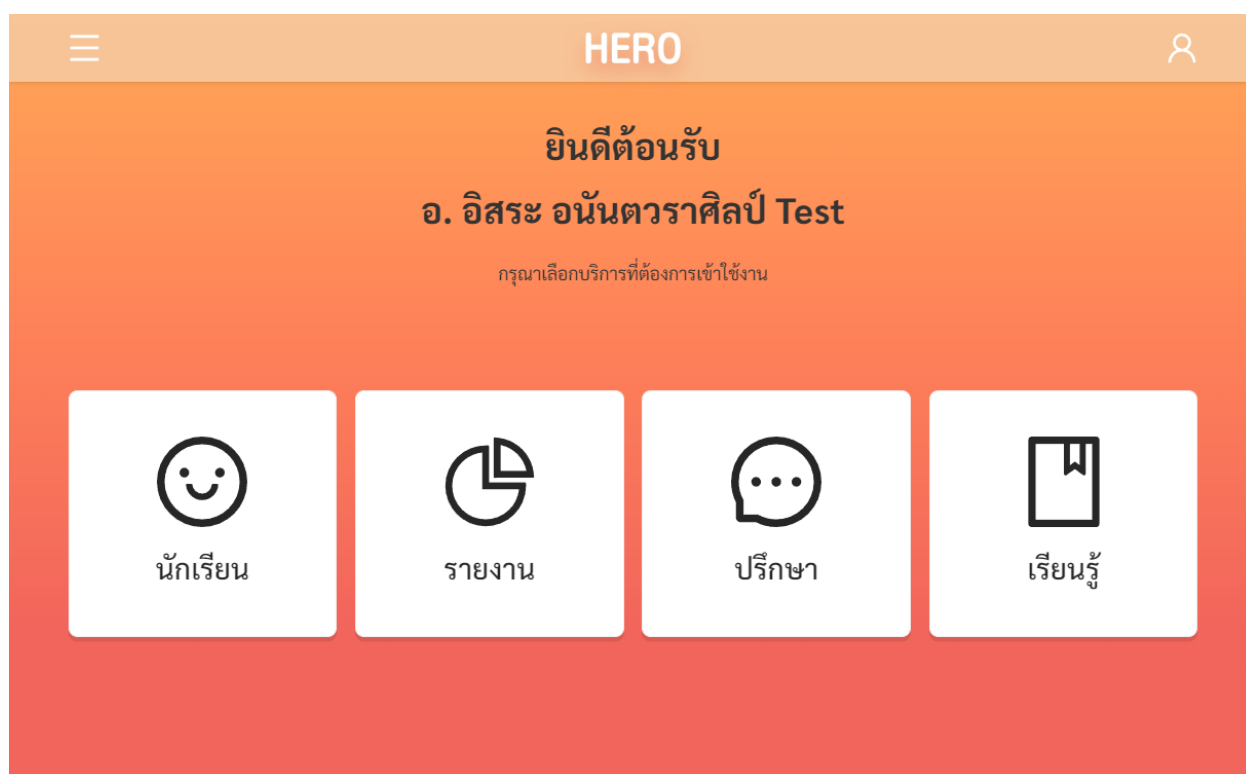 HERO
ยินดีต้อนรับ
อ. อิสระ อนันตวราศิลป์ Test
กรุณาเลือกบริการที่ต้องการเข้าใช้งาน
นักเรียน
รายงาน
ปรึกษา
เรียนรู้